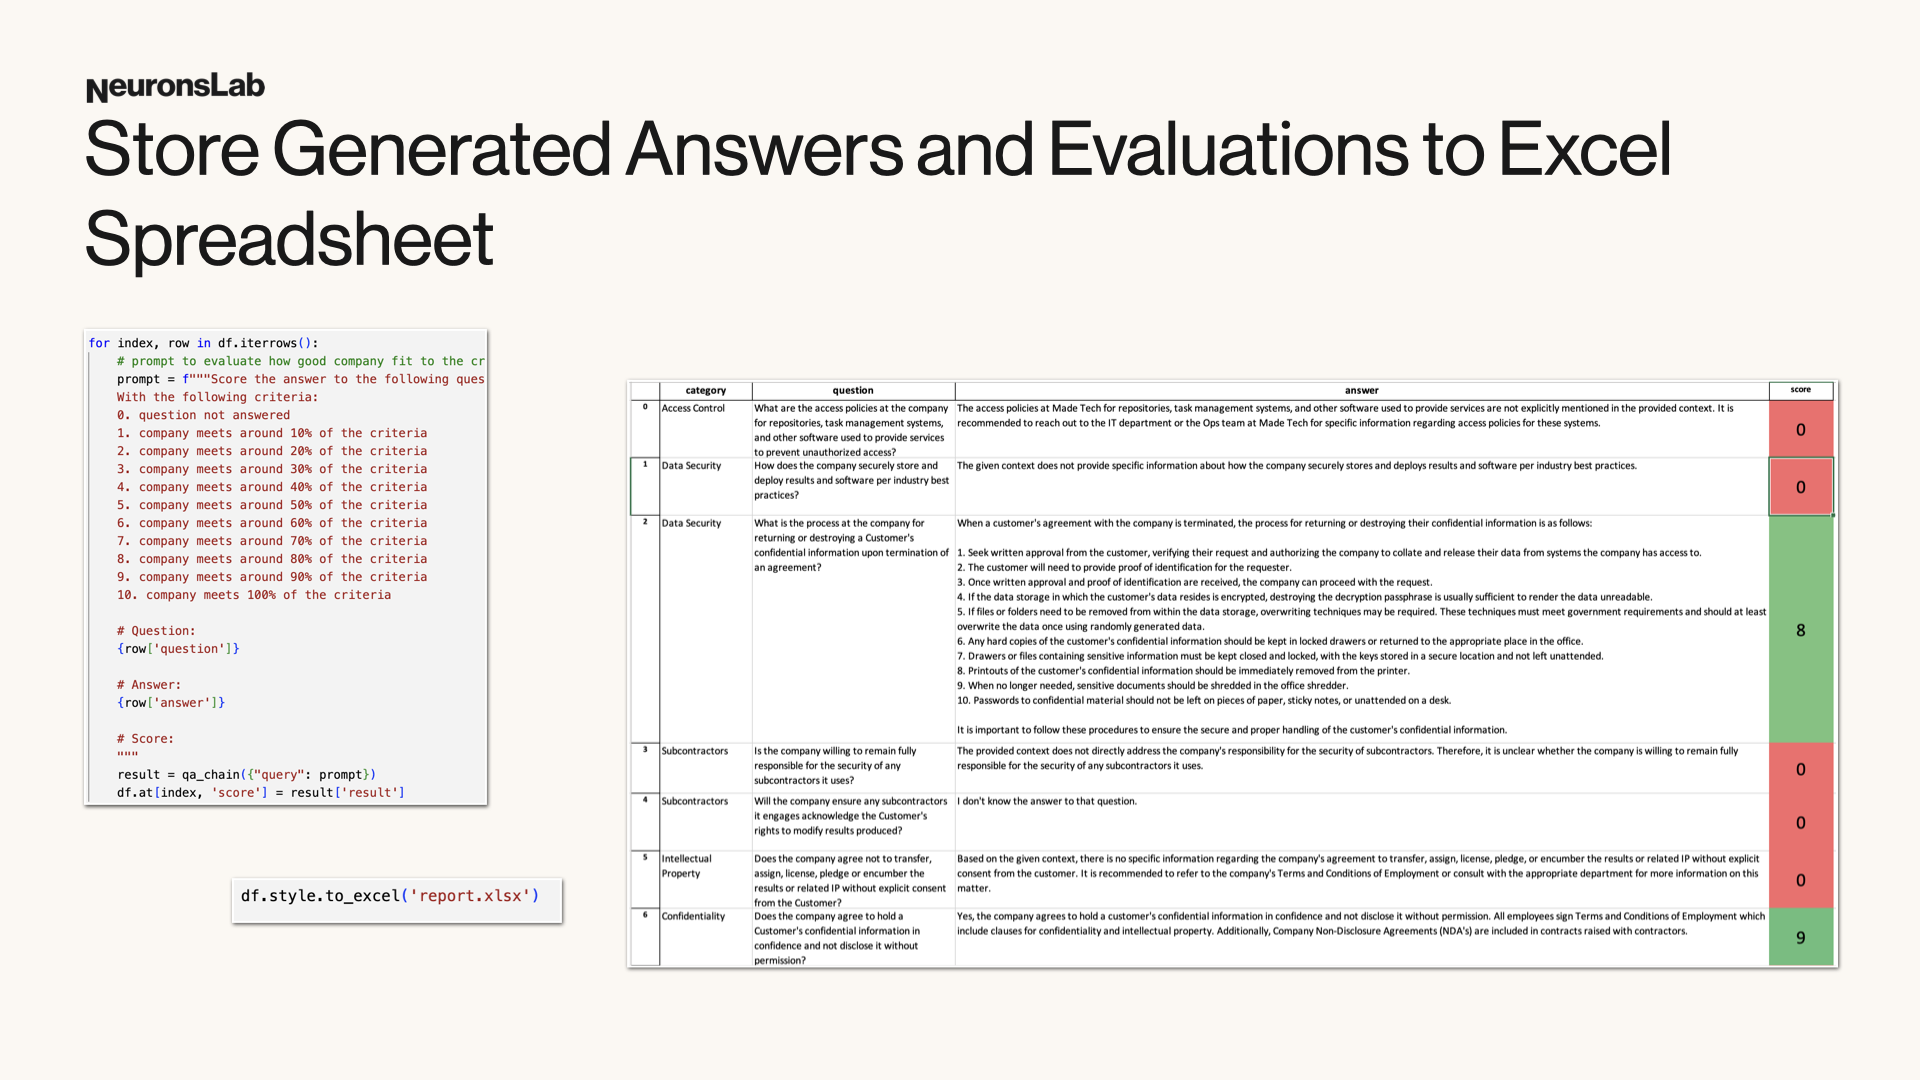 NeuronsLab
Store Generated Answers and Evaluations to Excel
Spreadsheet
for index, row in df.iterrows():
# prompt to evaluate how good company fit to the cr
prompt = f"""Score the answer to the following ques
With the following criteria:
0. question not answered
1. company meets around 10% of the criteria
2. company meets around 20% of the criteria
3. company meets around 30% of the criteria
4. company meets around 40% of the criteria
5. company meets around 50% of the criteria
6. company meets around 60% of the criteria
7. company meets around 70% of the criteria
8. company meets around 80% of the criteria
9. company meets around 90% of the criteria
10. company meets 100% of the criteria
# Question:
{row['question']}
# Answer:
{row['answer']}
# Score:
"""
result = qa_chain({"query": prompt})
df.at[index, 'score'] = result['result']
df.style.to_excel('report.xlsx')
category question answer score
0 Access Control
What are the access policies at the company
for repositories, task management systems,
and other software used to provide services
to prevent unauthorized access?
The access policies at Made Tech for repositories, task management systems, and other software used to provide services are not explicitly mentioned in the provided context. It is
recommended to reach out to the IT department or the Ops team at Made Tech for specific information regarding access policies for these systems.
0
1 Data Security
How does the company securely store and
deploy results and software per industry best
practices?
The given context does not provide specific information about how the company securely stores and deploys results and software per industry best practices.
0
2 Data Security
What is the process at the company for
returning or destroying a Customer's
confidential information upon termination of
an agreement?
When a customer's agreement with the company is terminated, the process for returning or destroying their confidential information is as follows:
1. Seek written approval from the customer, verifying their request and authorizing the company to collate and release their data from systems the company has access to.
2. The customer will need to provide proof of identification for the requester.
3. Once written approval and proof of identification are received, the company can proceed with the request.
4. If the data storage in which the customer's data resides is encrypted, destroying the decryption passphrase is usually sufficient to render the data unreadable.
5. If files or folders need to be removed from within the data storage, overwriting techniques may be required. These techniques must meet government requirements and should at least
overwrite the data once using randomly generated data.
6. Any hard copies of the customer's confidential information should be kept in locked drawers or returned to the appropriate place in the office.
7. Drawers or files containing sensitive information must be kept closed and locked, with the keys stored in a secure location and not left unattended.
8. Printouts of the customer's confidential information should be immediately removed from the printer.
9. When no longer needed, sensitive documents should be shredded in the office shredder.
10. Passwords to confidential material should not be left on pieces of paper, sticky notes, or unattended on a desk.
It is important to follow these procedures to ensure the secure and proper handling of the customer's confidential information.
8
3 Subcontractors
Is the company willing to remain fully
responsible for the security of any
subcontractors it uses?
The provided context does not directly address the company's responsibility for the security of subcontractors. Therefore, it is unclear whether the company is willing to remain fully
responsible for the security of any subcontractors it uses.
0
4 Subcontractors
Will the company ensure any subcontractors
it engages acknowledge the Customer's
rights to modify results produced?
I don't know the answer to that question.
0
5 Intellectual
Property
Does the company agree not to transfer,
assign, license, pledge or encumber the
results or related IP without explicit consent
from the Customer?
Based on the given context, there is no specific information regarding the company's agreement to transfer, assign, license, pledge, or encumber the results or related IP without explicit
consent from the customer. It is recommended to refer to the company's Terms and Conditions of Employment or consult with the appropriate department for more information on this
matter.
0
6 Confidentiality
Does the company agree to hold a
Customer's confidential information in
confidence and not disclose it without
permission?
Yes, the company agrees to hold a customer's confidential information in confidence and not disclose it without permission. All employees sign Terms and Conditions of Employment which
include clauses for confidentiality and intellectual property. Additionally, Company Non-Disclosure Agreements (NDA's) are included in contracts raised with contractors.
9